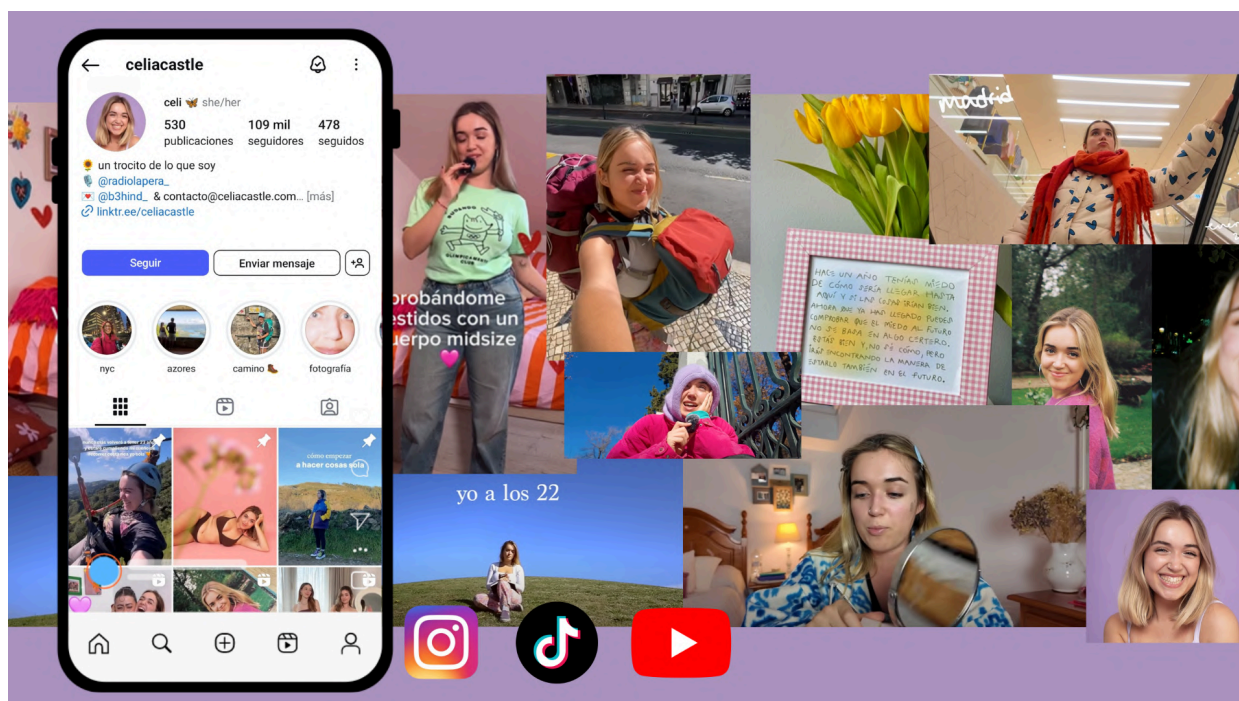 celiacastle
celi 🦋 she/her
530
109 mil
478
publicaciones
seguidores
seguidos
🌻 un trocito de lo que soy
🎙️ @radiolapera_
💌 @b3hind_ & contacto@celiacastle.com... [más]
linktr.ee/celiacastle
Seguir
Enviar mensaje
nyc
azores
camino 🥾
fotografía
cómo empezar
a hacer cosas sola
OLIMPICAMENTE
CLUB
probándome
estidos con un
uerpo midsize
🩷
yo a los 22
madrid
HACE UN AÑO TENÍAS MIEDO
DE CÓMO SERÍA LLEGAR HASTA
AQUÍ Y SI LAS COSAS IRÍAN BIEN.
AHORA QUE YA HAS LLEGADO PUEDES
COMPROBAR QUE EL MIEDO AL FUTURO
NO SE BASA EN ALGO CERTERO.
ESTÁS BIEN Y, NO SÉ CÓMO, PERO
IRÁS ENCONTRANDO LA MANERA DE
ESTARLO TAMBIÉN EN EL FUTURO.